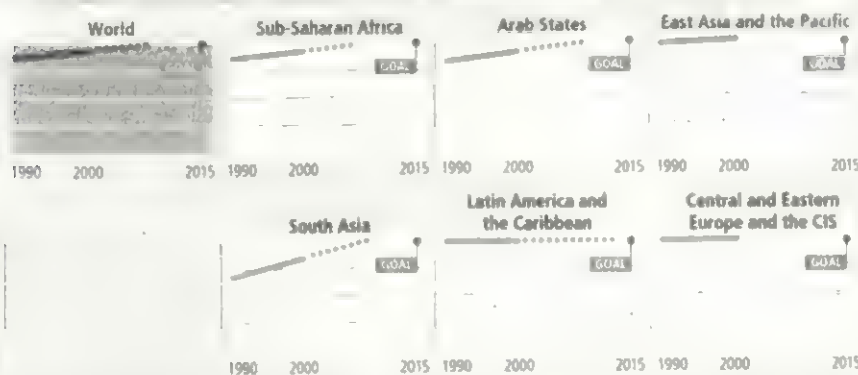 World
Sub-Saharan Africa
Arab States
East Asia and the Pacific
GOAL
GOAL
GOAL
GOAL
1990 2000 2015
1990 2000 2015
1990 2000 2015
1990 2000 2015
South Asia
Latin America and
the Caribbean
Central and Eastern
Europe and the CIS
GOAL
GOAL
GOAL
1990 2000 2015
1990 2000 2015
1990 2000 2015